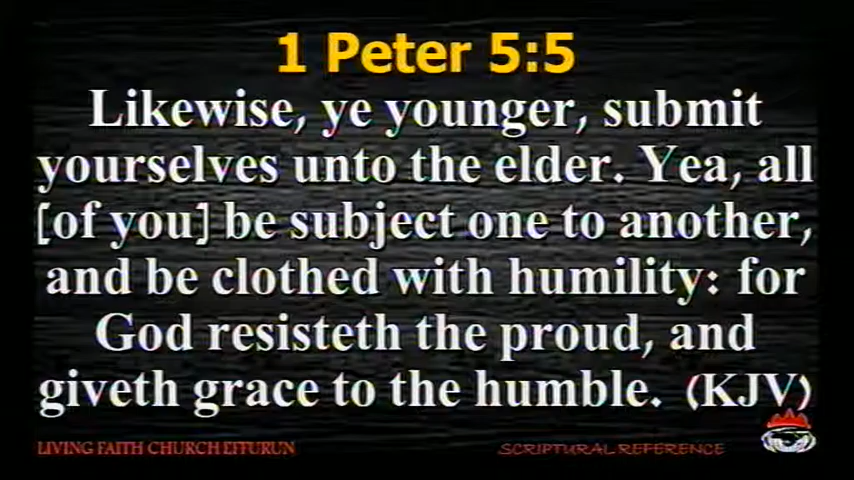 1 Peter 5:5
Likewise, ye younger, submit
yourselves unto the elder. Yea, all
[of you] be subject one to another,
and be clothed with humility: for
God resisteth the proud, and
giveth grace to the humble. (KJV)
LIVING FAITH CHURCH EFFURUN
SCRIPTURAL REFERENCE